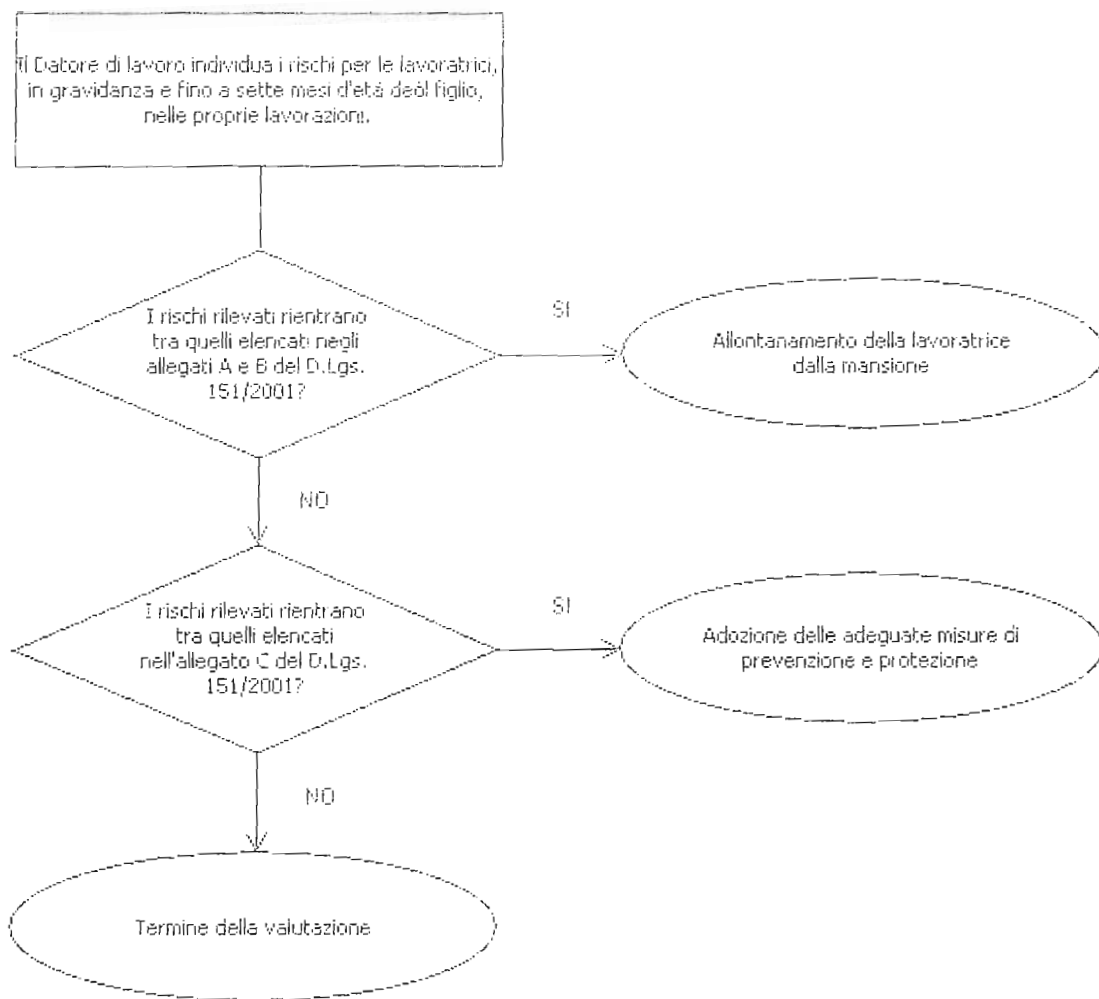 Il Datore di lavoro individua i rischi per le lavoratrici,
in gravidanza e fino a sette mesi d'età deòl figlio,
nelle proprie lavorazioni.
I rischi rilevati rientrano
tra quelli elencati negli
allegati A e B del D.Lgs.
151/2001?
SI
Allontanamento della lavoratrice
dalla mansione
NO
I rischi rilevati rientrano
tra quelli elencati
nell'allegato C del D.Lgs.
151/2001?
SI
Adozione delle adeguate misure di
prevenzione e protezione
NO
Termine della valutazione